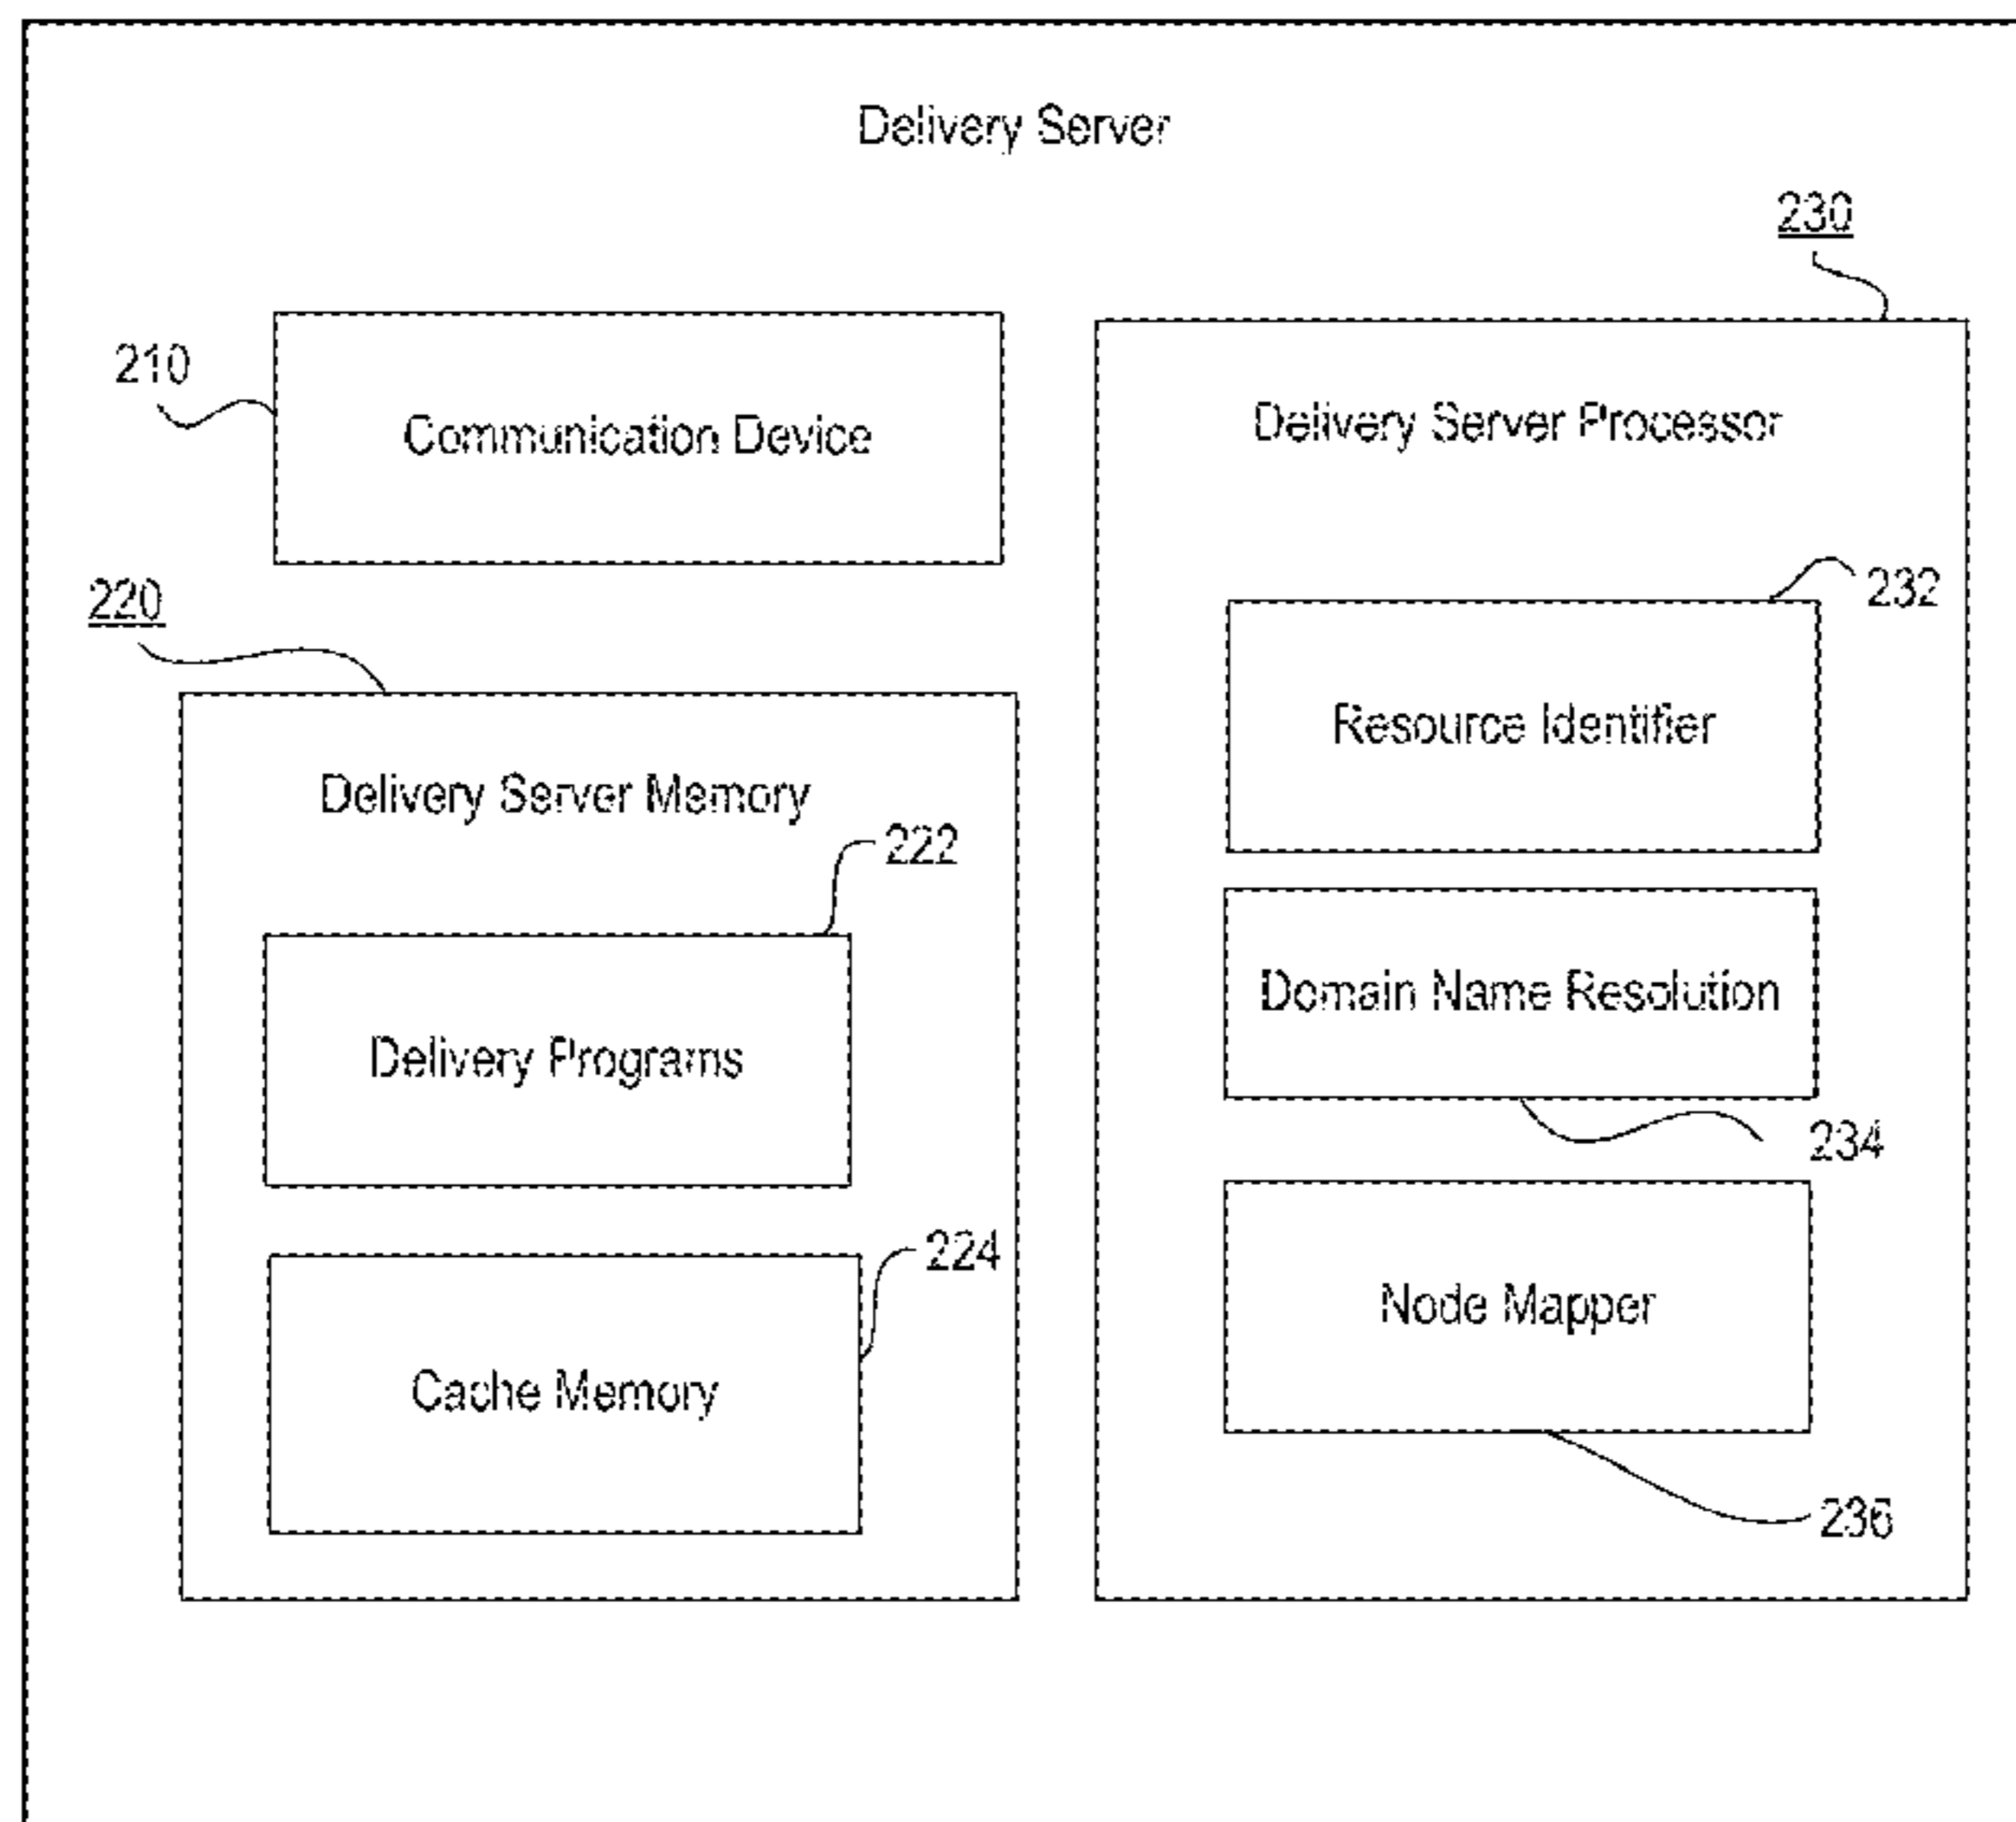 Delivery Server
230
210
Communication Device
Delivery Server Processor
220
232
Resource Identifier
Delivery Server Memory
222
Domain Name Resolution
Delivery Programs
234
224
Node Mapper
Cache Memory
236